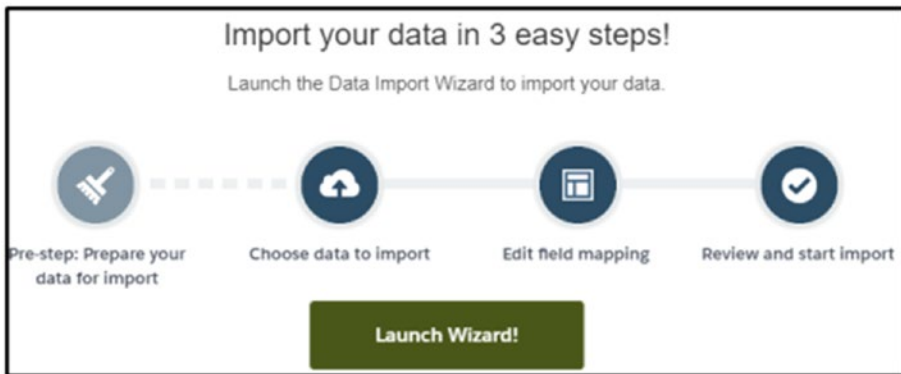 Import your data in 3 easy steps!
Launch the Data Import Wizard to import your data.
Pre-step: Prepare your
data for import
Choose data to import
Edit field mapping
Review and start import
Launch Wizard!